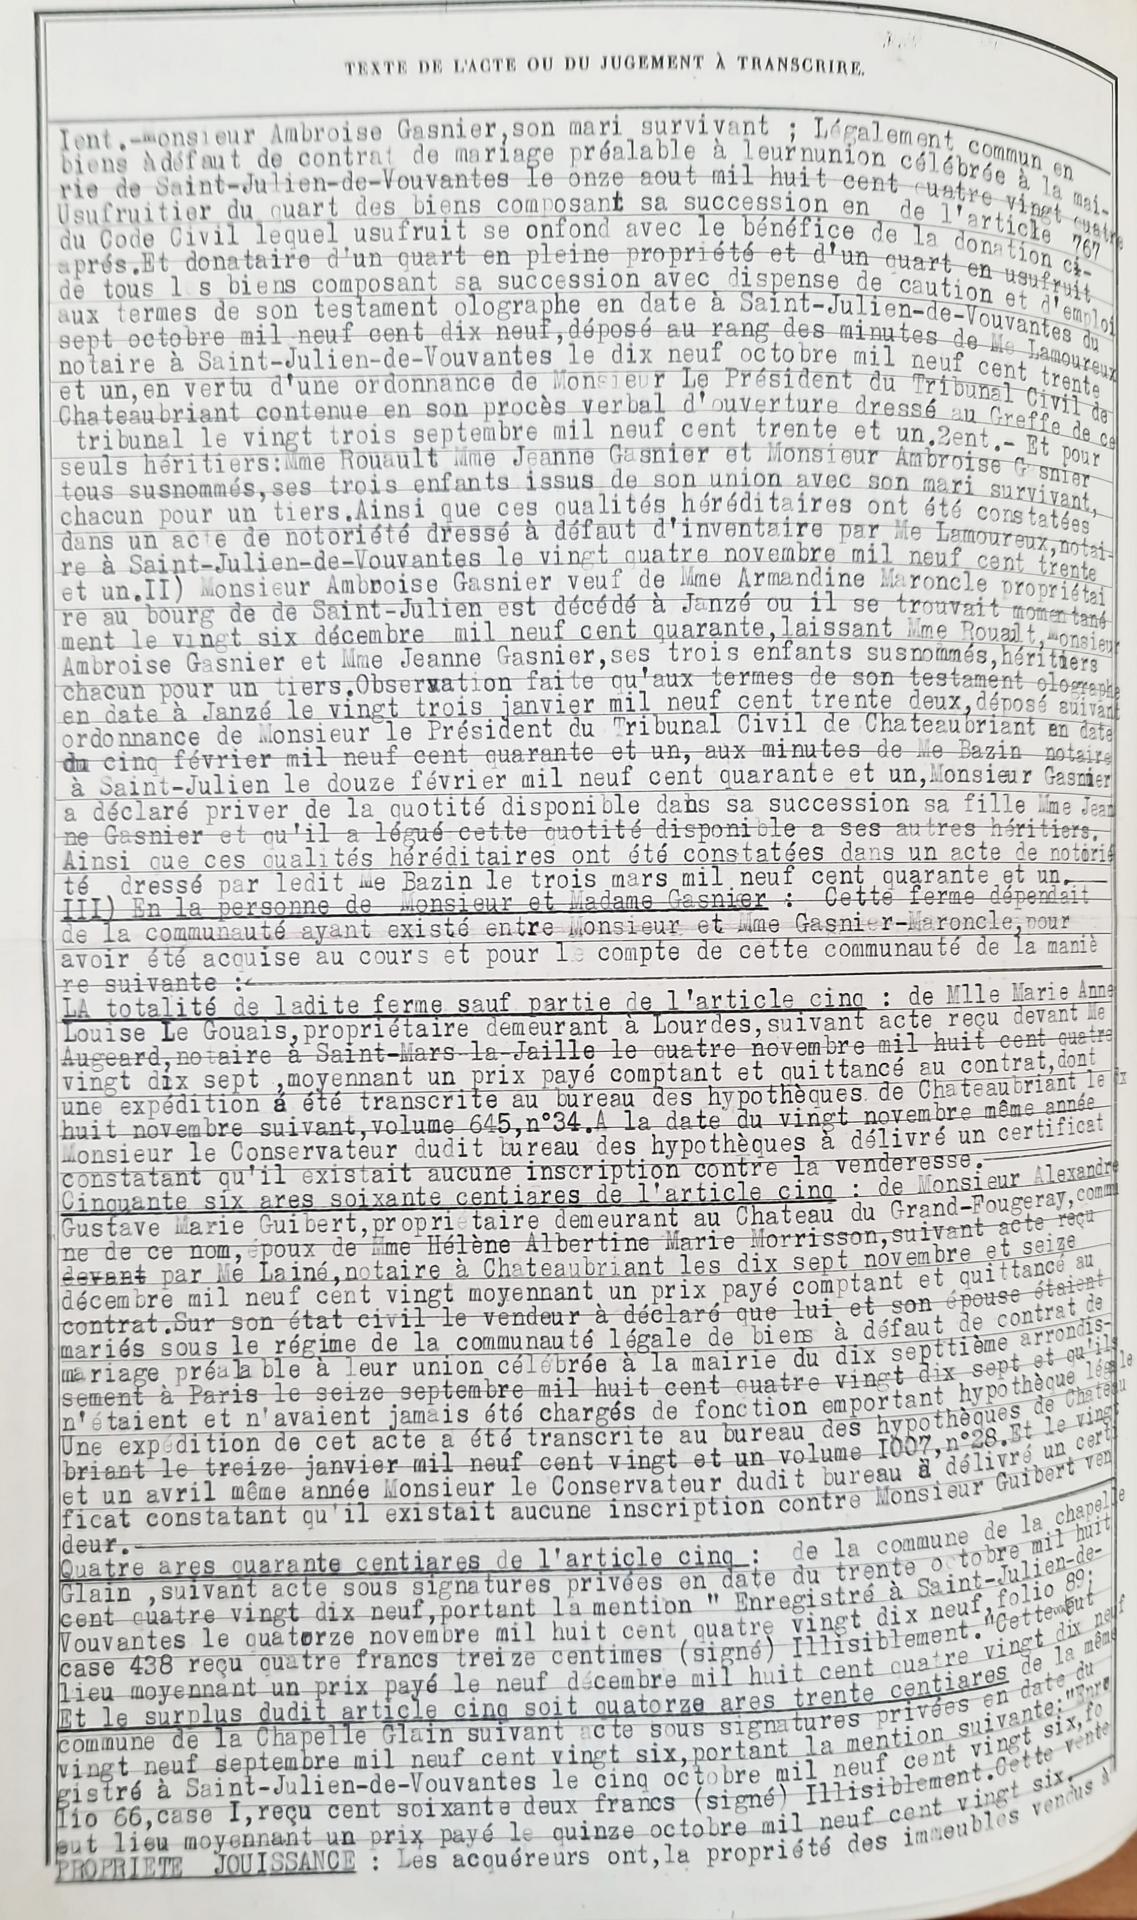 TEXTE DE L'ACTE OU DU JUGEMENT À TRANSCRIRE.
Ient.-Monsieur Ambroise Gasnier,son mari survivant ; Légalement commun en
biens àdéfaut de contrat de mariage préalable à leurnunion célébrée à la mai-
rie de Saint-Julien-de-Vouvantes le onze aout mil huit cent quatre vingt quatre
Usufruitier du quart des biens composant sa succession en de l'article 767
du Code Civil lequel usufruit se onfond avec le bénéfice de la donation ci-
aprés.Et donataire d'un quart en pleine propriété et d'un quart en usufruit
de tous l s biens composant sa succession avec dispense de caution et d'emploi
aux termes de son testament olographe en date à Saint-Julien-de-Vouvantes du
sept octobre mil neuf cent dix neuf,déposé au rang des minutes de Me Lamoureux
notaire à Saint-Julien-de-Vouvantes le dix neuf octobre mil neuf cent trente
et un,en vertu d'une ordonnance de Monsieur Le Président du Tribunal Civil de
Chateaubriant contenue en son procès verbal d'ouverture dressé au Greffe de ce
tribunal le vingt trois septembre mil neuf cent trente et un.2ent.- Et pour
seuls héritiers:Mme Rouault Mme Jeanne Gasnier et Monsieur Ambroise G snier
tous susnommés,ses trois enfants issus de son union avec son mari survivant,
chacun pour un tiers.Ainsi que ces qualités héréditaires ont été constatées
dans un acte de notoriété dressé à défaut d'inventaire par Me Lamoureux,notai-
re à Saint-Julien-de-Vouvantes le vingt quatre novembre mil neuf cent trente
et un.II) Monsieur Ambroise Gasnier veuf de Mme Armandine Maroncle propriétai
re au bourg de de Saint-Julien est décédé à Janzé ou il se trouvait momentané
ment le vingt six décembre mil neuf cent quarante,laissant Mme Rouault,Monsieur
Ambroise Gasnier et Mme Jeanne Gasnier,ses trois enfants susnommés,héritiers
chacun pour un tiers.Observation faite qu'aux termes de son testament olographe
en date à Janzé le vingt trois janvier mil neuf cent trente deux,déposé suivant
ordonnance de Monsieur le Président du Tribunal Civil de Chateaubriant en date
du cinq février mil neuf cent quarante et un, aux minutes de Me Bazin notaire
à Saint-Julien le douze février mil neuf cent quarante et un,Monsieur Gasnier
a déclaré priver de la quotité disponible dans sa succession sa fille Mme Jean
ne Gasnier et qu'il a légué cette quotité disponible a ses autres héritiers.
Ainsi que ces qualités héréditaires ont été constatées dans un acte de notorié
té dressé par ledit Me Bazin le trois mars mil neuf cent quarante et un.
III) En la personne de Monsieur et Madame Gasnier : Cette ferme dépendait
de la communauté ayant existé entre Monsieur et Mme Gasnier-Maroncle,pour
avoir été acquise au cours et pour le compte de cette communauté de la maniè
re suivante :
LA totalité de ladite ferme sauf partie de l'article cinq : de Mlle Marie Anne
Louise Le Gouais,propriétaire demeurant à Lourdes,suivant acte reçu devant Me
Augeard,notaire à Saint-Mars-la-Jaille le quatre novembre mil huit cent quatre
vingt dix sept ,moyennant un prix payé comptant et quittancé au contrat,dont
une expédition a été transcrite au bureau des hypothèques de Chateaubriant le ix
huit novembre suivant,volume 645,n°34.A la date du vingt novembre même année
Monsieur le Conservateur dudit bureau des hypothèques à délivré un certificat
constatant qu'il existait aucune inscription contre la venderesse.
Cinquante six ares soixante centiares de l'article cinq : de Monsieur Alexandre
Gustave Marie Guibert,propriétaire demeurant au Chateau du Grand-Fougeray,commu
ne de ce nom,époux de Mme Hélène Albertine Marie Morrisson,suivant acte reçu
devant par Me Lainé,notaire à Chateaubriant les dix sept novembre et seize
décembre mil neuf cent vingt moyennant un prix payé comptant et quittancé au
contrat.Sur son état civil le vendeur à déclaré que lui et son épouse étaient
mariés sous le régime de la communauté légale de biens à défaut de contrat de
mariage préalable à leur union célébrée à la mairie du dix septtième arrondis-
sement à Paris le seize septembre mil huit cent quatre vingt dix sept et qu'ils
n'étaient et n'avaient jamais été chargés de fonction emportant hypothèque légale
Une expédition de cet acte a été transcrite au bureau des hypothèques de Chateau
briant le treize janvier mil neuf cent vingt et un volume I007,n°28.Et le vingt
et un avril même année Monsieur le Conservateur dudit bureau à délivré un certi
ficat constatant qu'il existait aucune inscription contre Monsieur Guibert ven
deur.
Quatre ares quarante centiares de l'article cinq : de la commune de la chapelle
Glain ,suivant acte sous signatures privées en date du trente octobre mil huit
cent quatre vingt dix neuf,portant la mention " Enregistré à Saint-Julien-de-
Vouvantes le quatorze novembre mil huit cent quatre vingt dix neuf,folio 89;
case 438 reçu quatre francs treize centimes (signé) Illisiblement."Cette eut
lieu moyennant un prix payé le neuf décembre mil huit cent quatre vingt dix neuf
Et le surplus dudit article cinq soit quatorze ares trente centiares de la même
commune de la Chapelle Glain suivant acte sous signatures privées en date du
vingt neuf septembre mil neuf cent vingt six,portant la mention suivante:"Enre
gistré à Saint-Julien-de-Vouvantes le cinq octobre mil neuf cent vingt six,fo
lio 66,case I,reçu cent soixante deux francs (signé) Illisiblement.Cette vente
eut lieu moyennant un prix payé le quinze octobre mil neuf cent vingt six.
PROPRIETE JOUISSANCE : Les acquéreurs ont,la propriété des immeubles vendus à